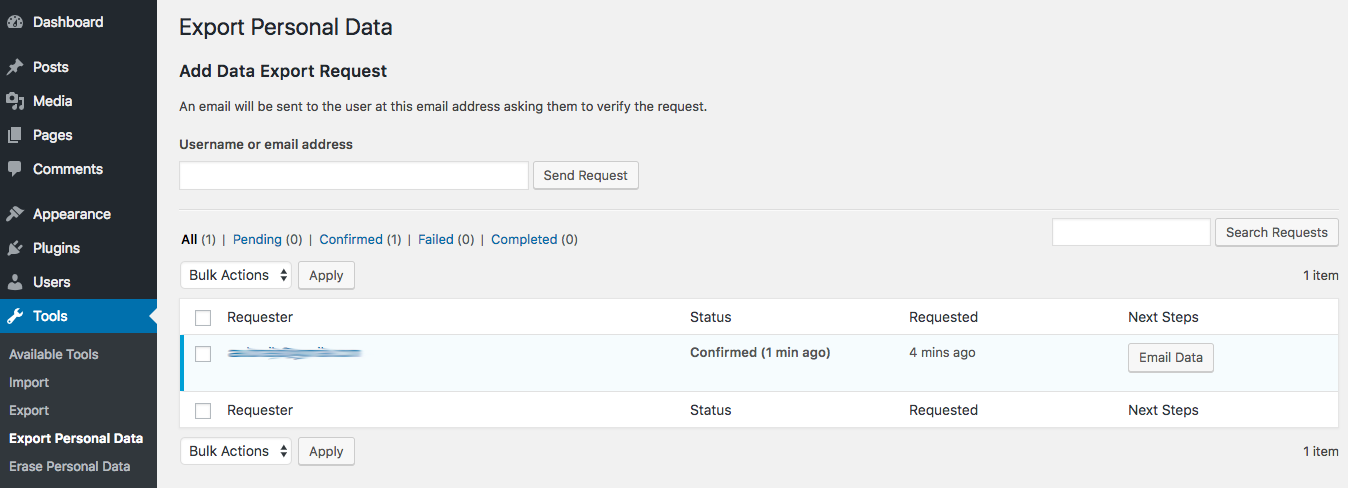 Dashboard
Posts
Media
Pages
Comments
Appearance
Plugins
Users
Tools
Available Tools
Import
Export
Export Personal Data
Erase Personal Data
Export Personal Data
Add Data Export Request
An email will be sent to the user at this email address asking them to verify the request.
Username or email address
Send Request
All (1) | Pending (0) | Confirmed (1) | Failed (0) | Completed (0)
Search Requests
Bulk Actions Apply 1 item
Requester Status Requested Next Steps
Confirmed (1 min ago) 4 mins ago Email Data
Requester Status Requested Next Steps
Bulk Actions Apply 1 item